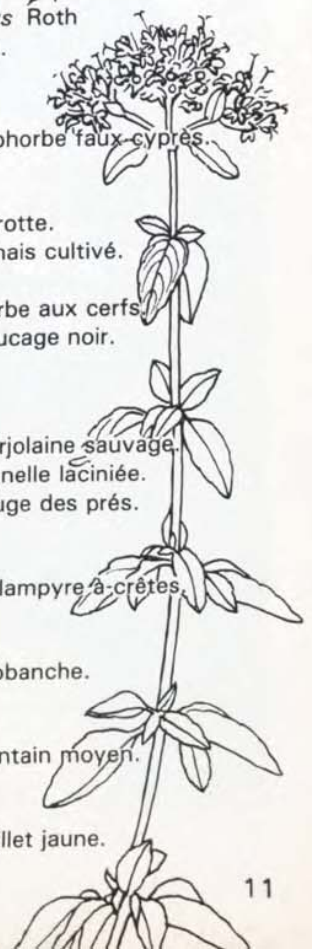 s Roth
.
phorbe faux-cyprès.
rotte.
nais cultivé.
rbe aux cerfs
ucage noir.
rjolaine sauvage.
nelle laciniée.
uge des prés.
lampyre à crêtes.
obanche.
ntain moyen.
llet jaune.
11